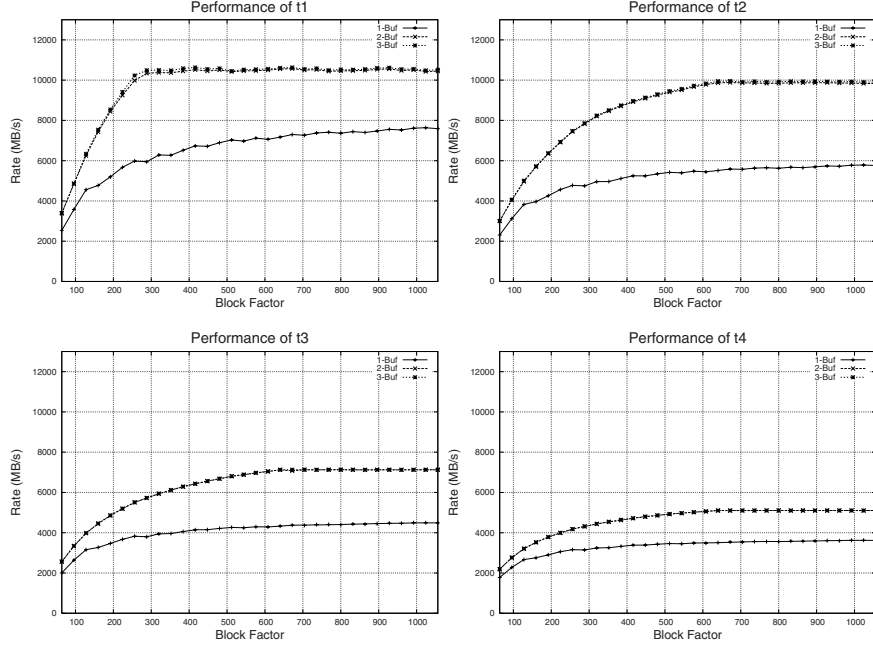 Performance of t1
1-Buf
2-Buf
3-Buf
Rate (MB/s)
12000
10000
8000
6000
4000
2000
0
100 200 300 400 500 600 700 800 900 1000
Block Factor
Performance of t2
1-Buf
2-Buf
3-Buf
Rate (MB/s)
12000
10000
8000
6000
4000
2000
0
100 200 300 400 500 600 700 800 900 1000
Block Factor
Performance of t3
1-Buf
2-Buf
3-Buf
Rate (MB/s)
12000
10000
8000
6000
4000
2000
0
100 200 300 400 500 600 700 800 900 1000
Block Factor
Performance of t4
1-Buf
2-Buf
3-Buf
Rate (MB/s)
12000
10000
8000
6000
4000
2000
0
100 200 300 400 500 600 700 800 900 1000
Block Factor